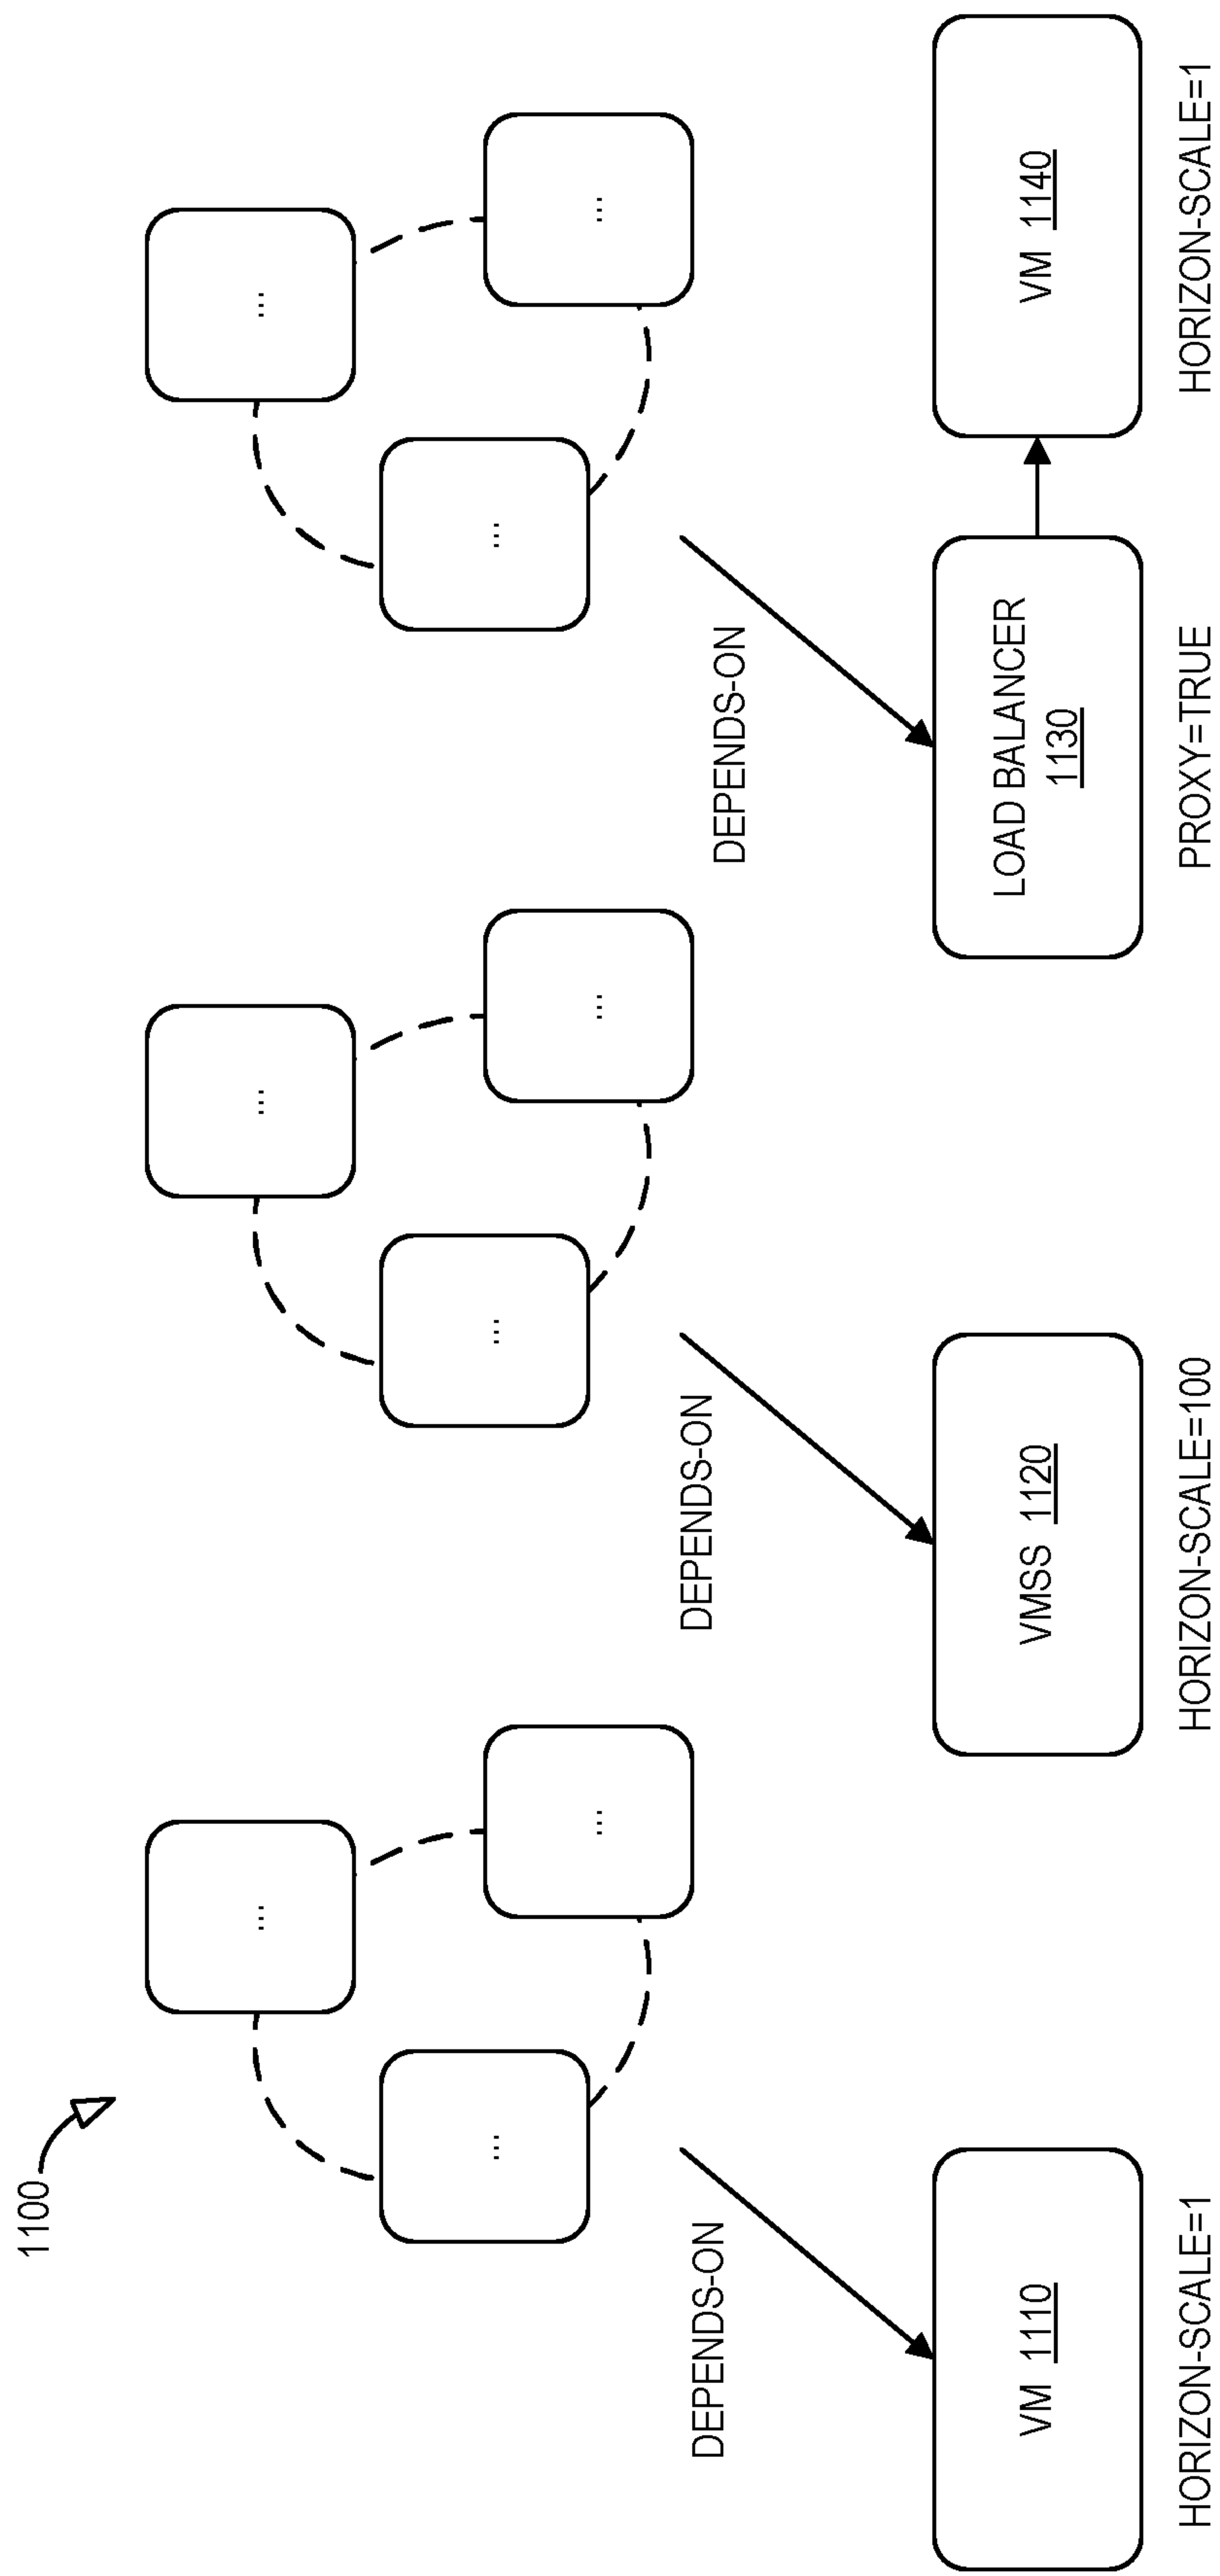 1100
...
...
...
...
...
...
...
...
...
DEPENDS-ON
DEPENDS-ON
DEPENDS-ON
VM 1110
VMSS 1120
LOAD BALANCER
1130
VM 1140
HORIZON-SCALE=1
HORIZON-SCALE=100
PROXY=TRUE
HORIZON-SCALE=1